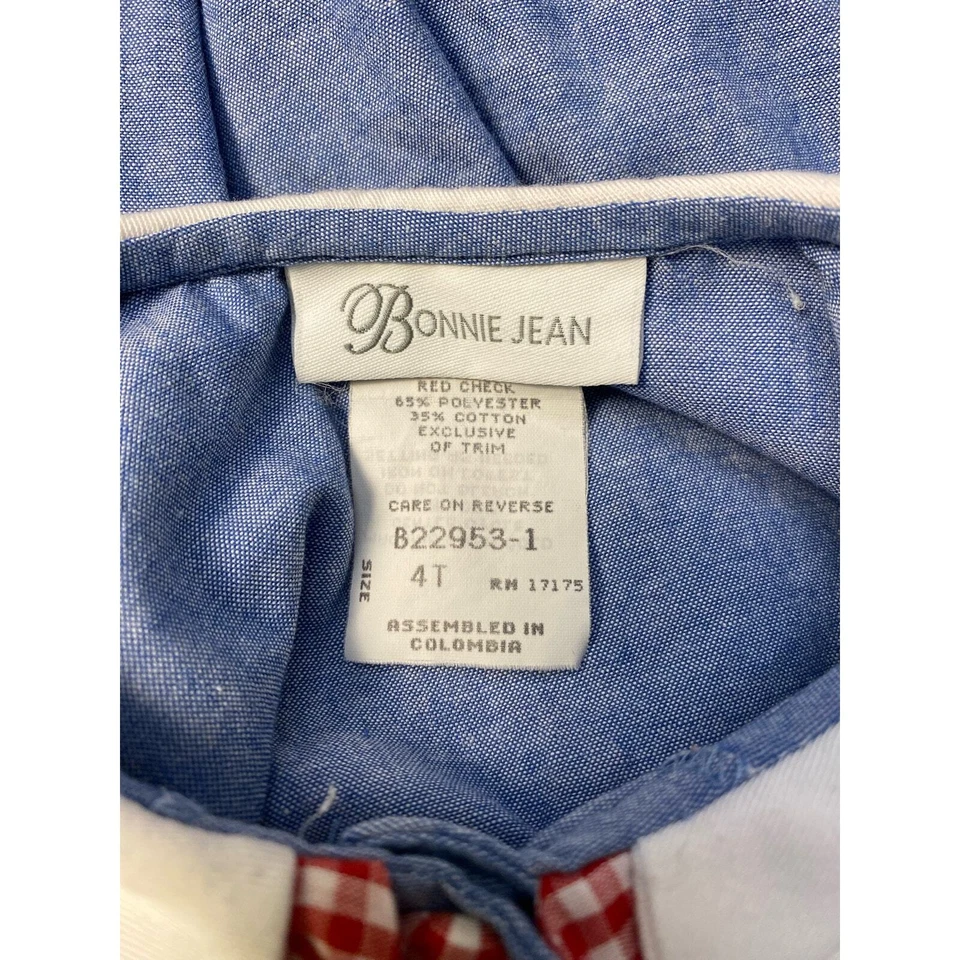 BONNIE JEAN
RED CHECK
65% POLYESTER
35% COTTON
EXCLUSIVE
OF TRIM
CARE ON REVERSE
B22953-1
SIZE
4T RN 17175
ASSEMBLED IN
COLOMBIA